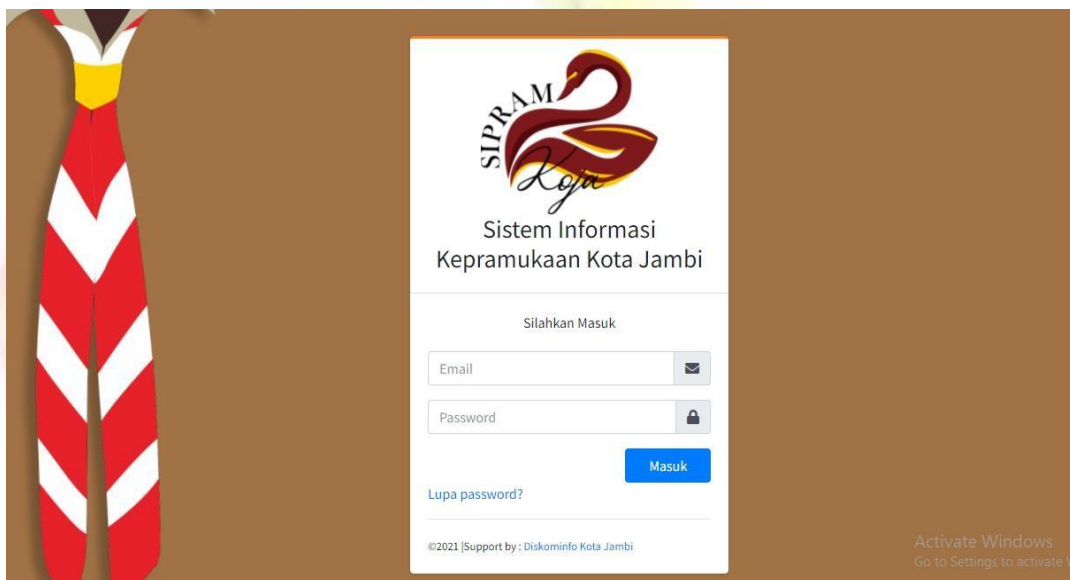 SIPRAM
Koja
Sistem Informasi
Kepramukaan Kota Jambi
Silahkan Masuk
Email
Password
Masuk
Lupa password?
©2021 |Support by : Diskominfo Kota Jambi
Activate Windows
Go to Settings to activate